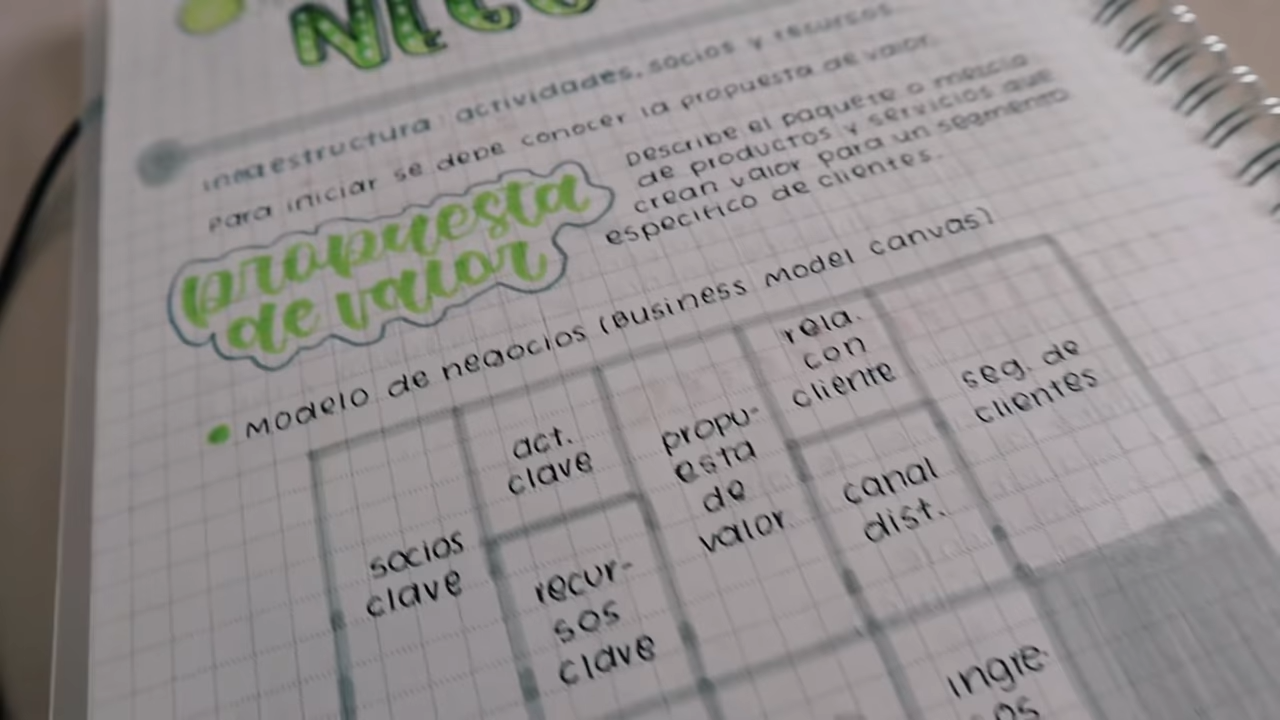 infraestructura: actividades, socios y recursos
Para iniciar se debe conocer la propuesta de valor.
propuesta
de valor
Describe el paquete o mezcla
de productos y servicios que
crean valor para un segmento
especifico de clientes.
Modelo de negocios (Business Model canvas)
socios
clave
act.
clave
recur-
sos
clave
propu-
esta
de
valor
rela.
con
cliente
canal
dist.
seg. de
clientes
ingre-